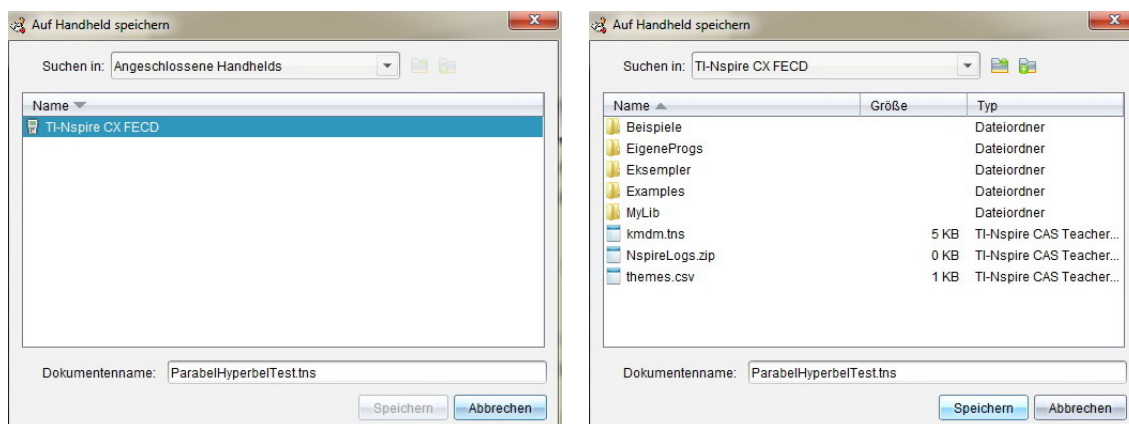 Auf Handheld speichern
Suchen in: Angeschlossene Handhelds
Name
TI-Nspire CX FECD
Dokumentenname: ParabelHyperbelTest.tns
Speichern Abbrechen
Auf Handheld speichern
Suchen in: TI-Nspire CX FECD
Name Größe Typ
Beispiele Dateiordner
EigeneProgs Dateiordner
Eksempler Dateiordner
Examples Dateiordner
MyLib Dateiordner
kmdm.tns 5 KB TI-Nspire CAS Teacher...
NspireLogs.zip 0 KB TI-Nspire CAS Teacher...
themes.csv 1 KB TI-Nspire CAS Teacher...
Dokumentenname: ParabelHyperbelTest.tns
Speichern Abbrechen